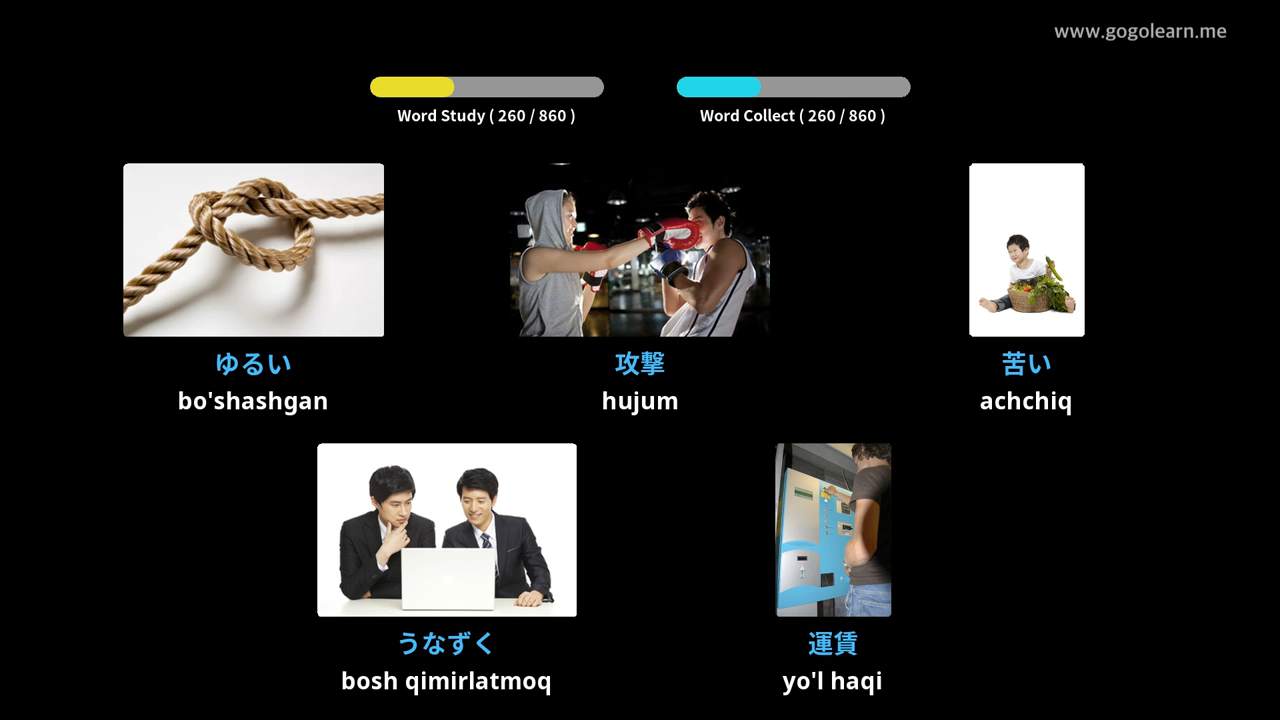 www.gogolearn.me
Word Study ( 260 / 860 )
Word Collect ( 260 / 860 )
ゆるい
bo'shashgan
攻撃
hujum
苦い
achchiq
うなずく
bosh qimirlatmoq
運賃
yo'l haqi